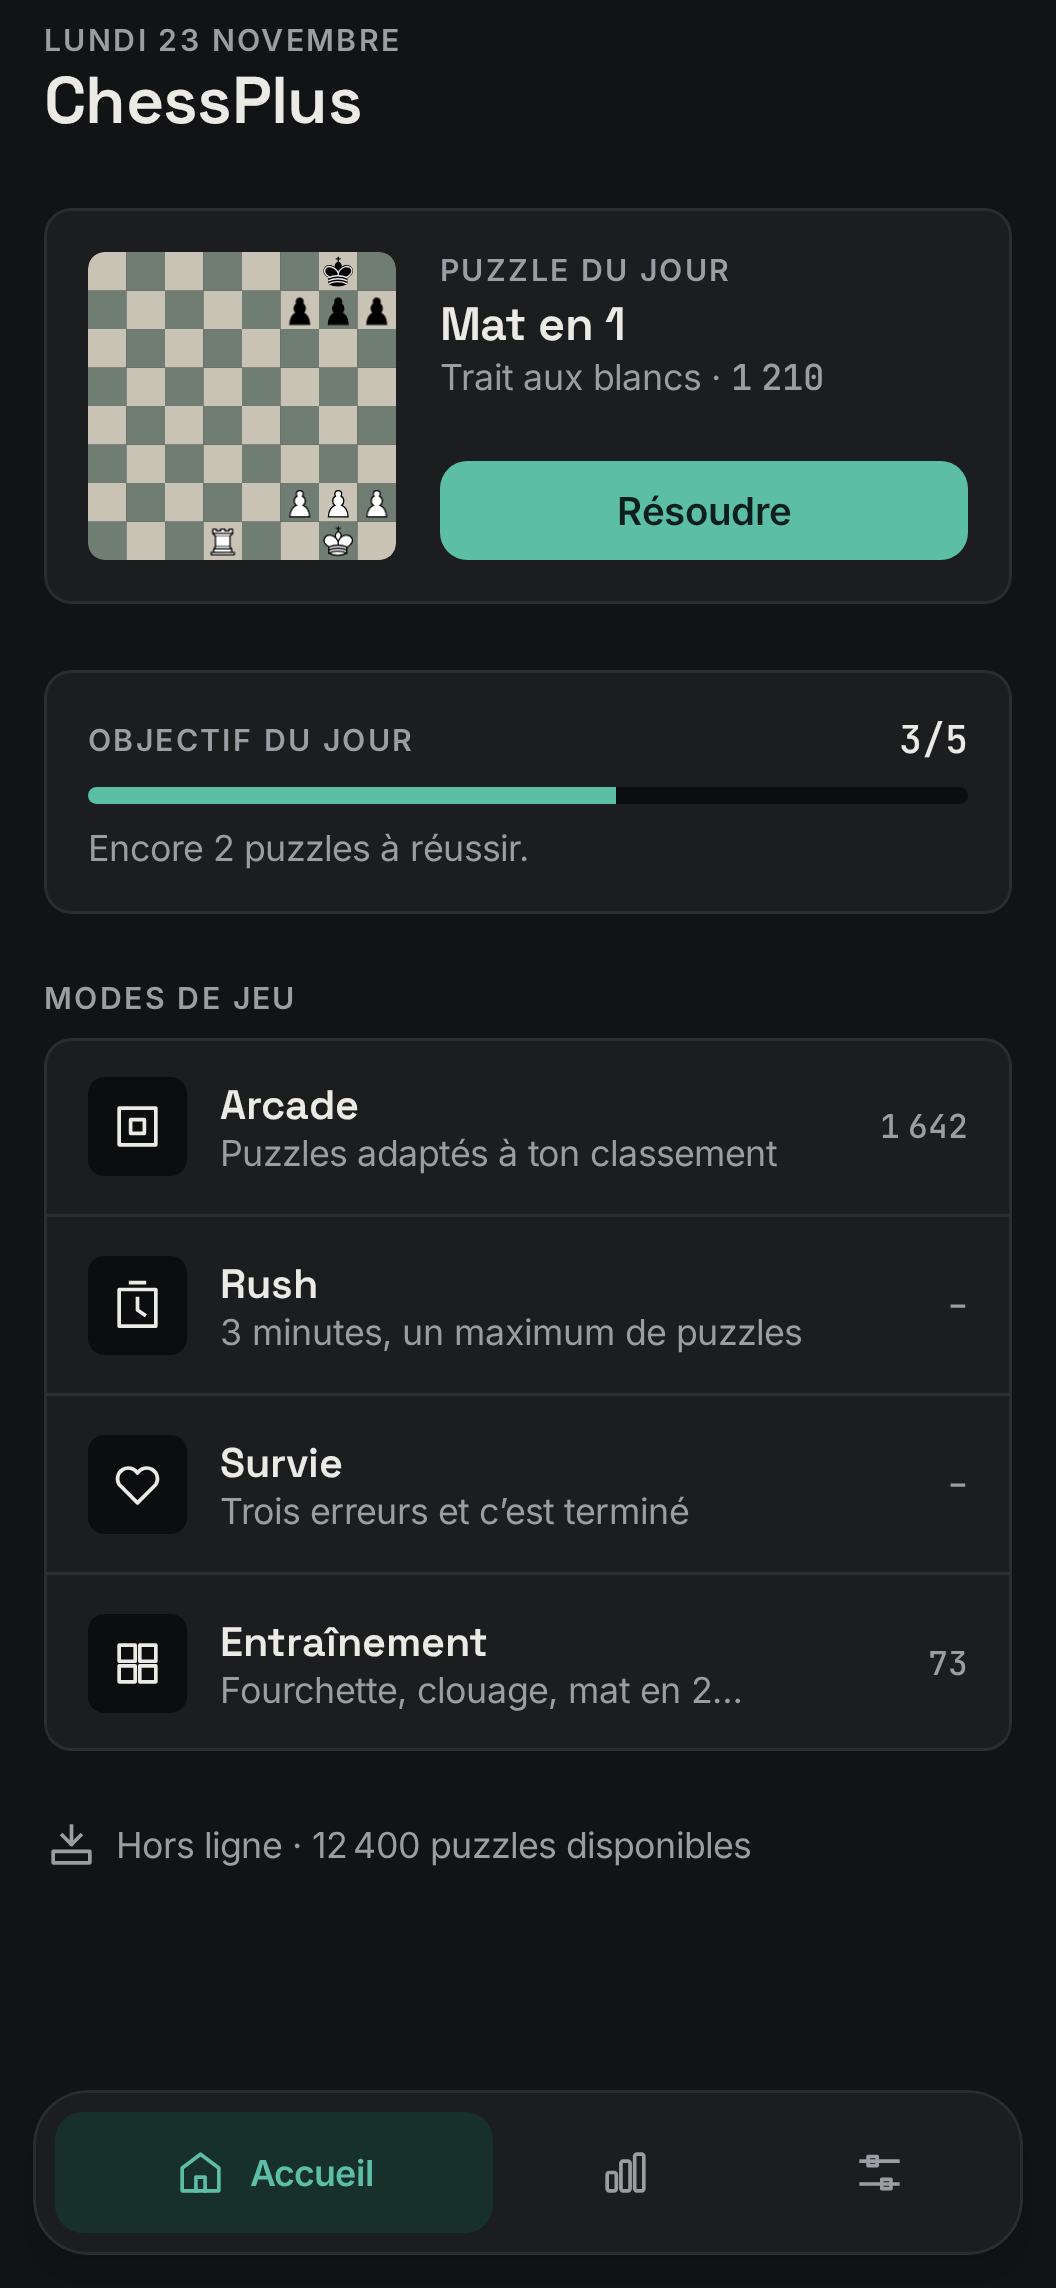 LUNDI 23 NOVEMBRE
ChessPlus
PUZZLE DU JOUR
Mat en 1
Trait aux blancs · 1 210
Résoudre
OBJECTIF DU JOUR
3/5
Encore 2 puzzles à réussir.
MODES DE JEU
Arcade
Puzzles adaptés à ton classement
1 642
Rush
3 minutes, un maximum de puzzles
–
Survie
Trois erreurs et c’est terminé
–
Entraînement
Fourchette, clouage, mat en 2…
73
Hors ligne · 12 400 puzzles disponibles
Accueil